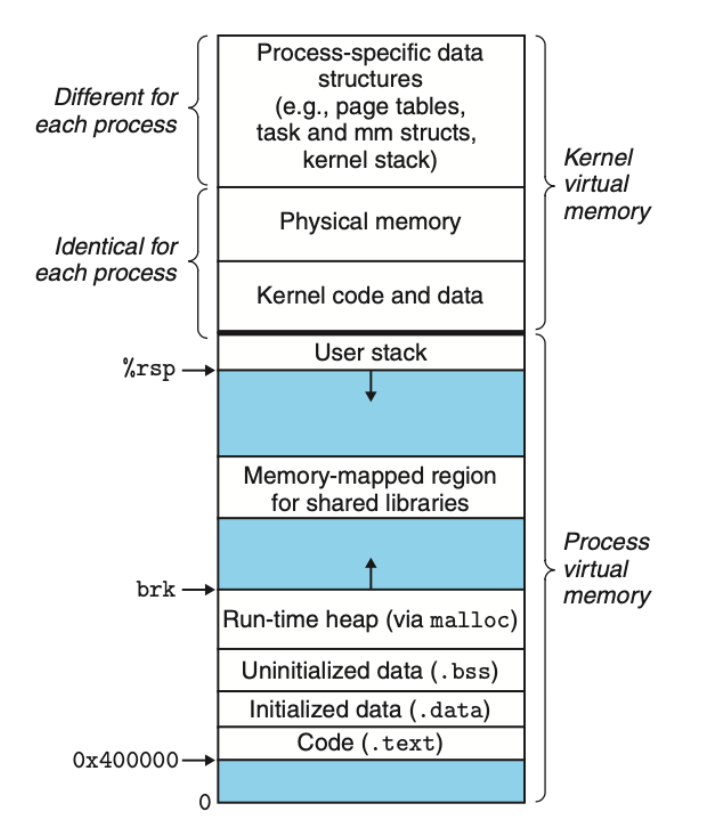 Process-specific data
structures
(e.g., page tables,
task and mm structs,
kernel stack)
Different for
each process
Kernel
virtual
memory
Physical memory
Identical for
each process
Kernel code and data
User stack
%rsp
Memory-mapped region
for shared libraries
Process
virtual
memory
brk
Run-time heap (via malloc)
Uninitialized data (.bss)
Initialized data (.data)
Code (.text)
0x400000
0